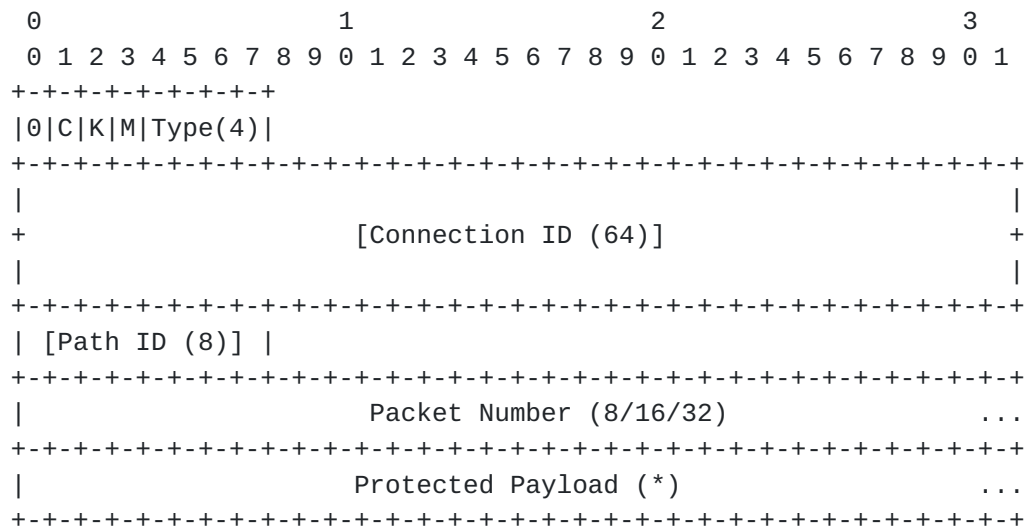 0                   1                   2                   3
 0 1 2 3 4 5 6 7 8 9 0 1 2 3 4 5 6 7 8 9 0 1 2 3 4 5 6 7 8 9 0 1
+-+-+-+-+-+-+-+-+
|0|C|K|M|Type(4)|
+-+-+-+-+-+-+-+-+-+-+-+-+-+-+-+-+-+-+-+-+-+-+-+-+-+-+-+-+-+-+-+-+
|                                                               |
+                     [Connection ID (64)]                      +
|                                                               |
+-+-+-+-+-+-+-+-+-+-+-+-+-+-+-+-+-+-+-+-+-+-+-+-+-+-+-+-+-+-+-+-+
| [Path ID (8)] |
+-+-+-+-+-+-+-+-+-+-+-+-+-+-+-+-+-+-+-+-+-+-+-+-+-+-+-+-+-+-+-+-+
|                      Packet Number (8/16/32)                ...
+-+-+-+-+-+-+-+-+-+-+-+-+-+-+-+-+-+-+-+-+-+-+-+-+-+-+-+-+-+-+-+-+
|                     Protected Payload (*)                   ...
+-+-+-+-+-+-+-+-+-+-+-+-+-+-+-+-+-+-+-+-+-+-+-+-+-+-+-+-+-+-+-+-+